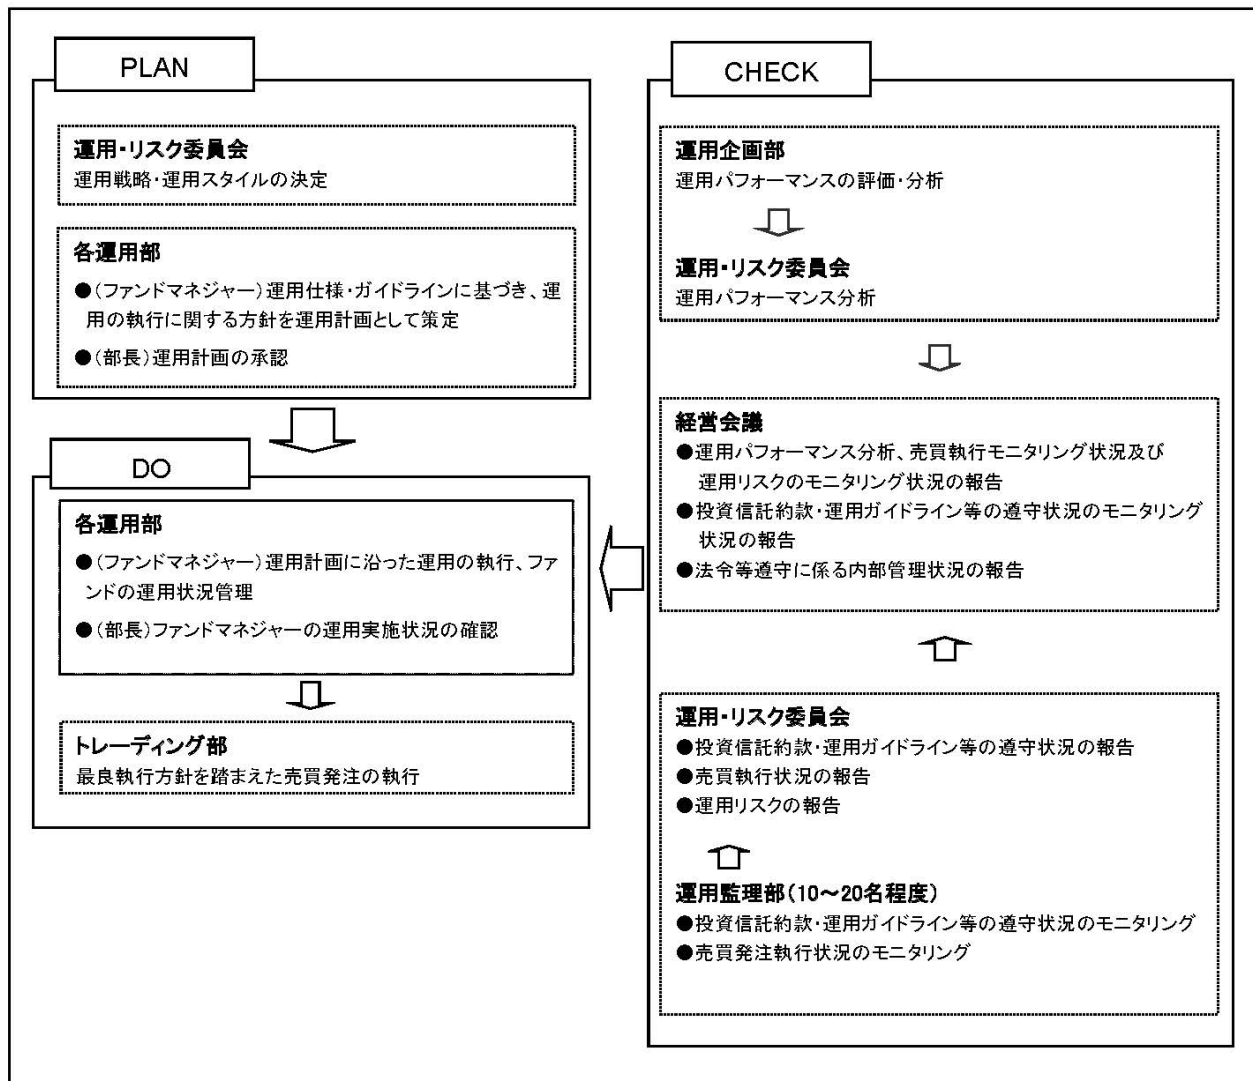 PLAN
運用・リスク委員会
運用戦略・運用スタイルの決定
各運用部
●(ファンドマネジャー)運用仕様・ガイドラインに基づき、運
用の執行に関する方針を運用計画として策定
●(部長)運用計画の承認
DO
各運用部
●(ファンドマネジャー)運用計画に沿った運用の執行、ファ
ンドの運用状況管理
●(部長)ファンドマネジャーの運用実施状況の確認
トレーディング部
最良執行方針を踏まえた売買発注の執行
CHECK
運用企画部
運用パフォーマンスの評価・分析
運用・リスク委員会
運用パフォーマンス分析
経営会議
●運用パフォーマンス分析、売買執行モニタリング状況及び
運用リスクのモニタリング状況の報告
●投資信託約款・運用ガイドライン等の遵守状況のモニタリング
状況の報告
●法令等遵守に係る内部管理状況の報告
運用・リスク委員会
●投資信託約款・運用ガイドライン等の遵守状況の報告
●売買執行状況の報告
●運用リスクの報告
運用監理部(10~20名程度)
●投資信託約款・運用ガイドライン等の遵守状況のモニタリング
●売買発注執行状況のモニタリング